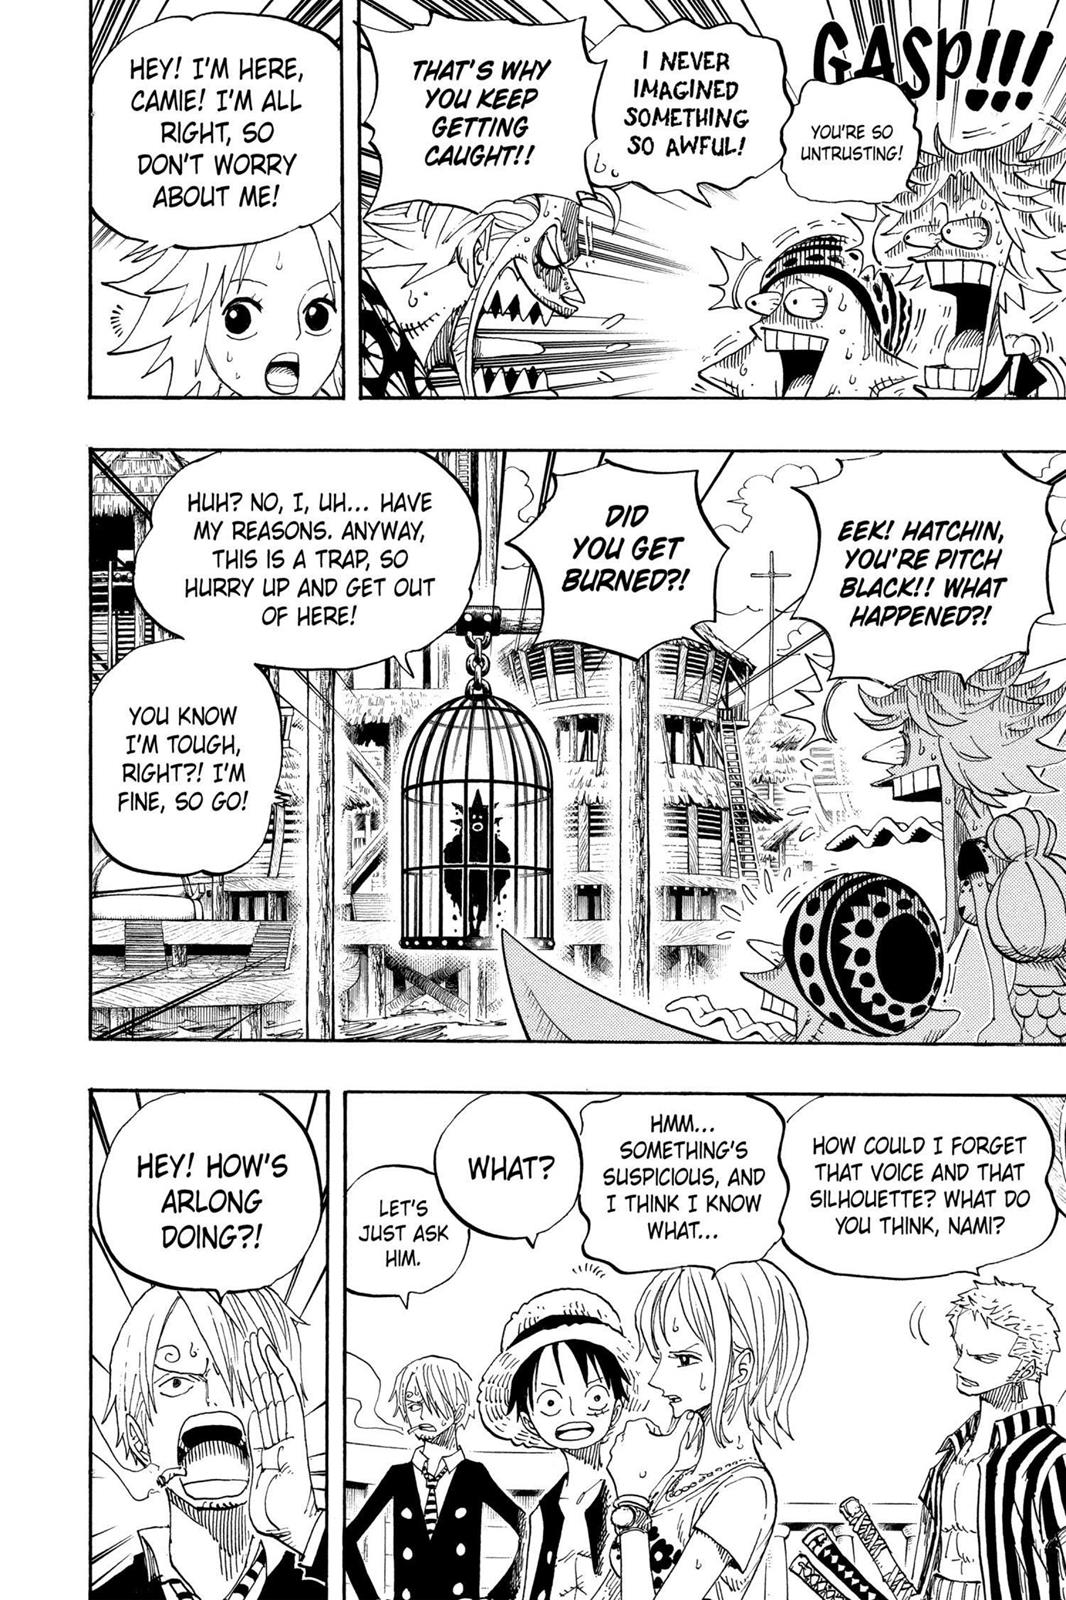 GASP!!!
YOU'RE SO
UNTRUSTING!
I NEVER
IMAGINED
SOMETHING
SO AWFUL!
THAT'S WHY
YOU KEEP
GETTING
CAUGHT!!
HEY! I'M HERE,
CAMIE! I'M ALL
RIGHT, SO
DON'T WORRY
ABOUT ME!
EEK! HATCHIN,
YOU'RE PITCH
BLACK!! WHAT
HAPPENED?!
DID
YOU GET
BURNED?!
HUH? NO, I, UH... HAVE
MY REASONS. ANYWAY,
THIS IS A TRAP, SO
HURRY UP AND GET OUT
OF HERE!
YOU KNOW
I'M TOUGH,
RIGHT?! I'M
FINE, SO GO!
HOW COULD I FORGET
THAT VOICE AND THAT
SILHOUETTE? WHAT DO
YOU THINK, NAMI?
HMM...
SOMETHING'S
SUSPICIOUS, AND
I THINK I KNOW
WHAT...
WHAT?
LET'S
JUST ASK
HIM.
HEY! HOW'S
ARLONG
DOING?!